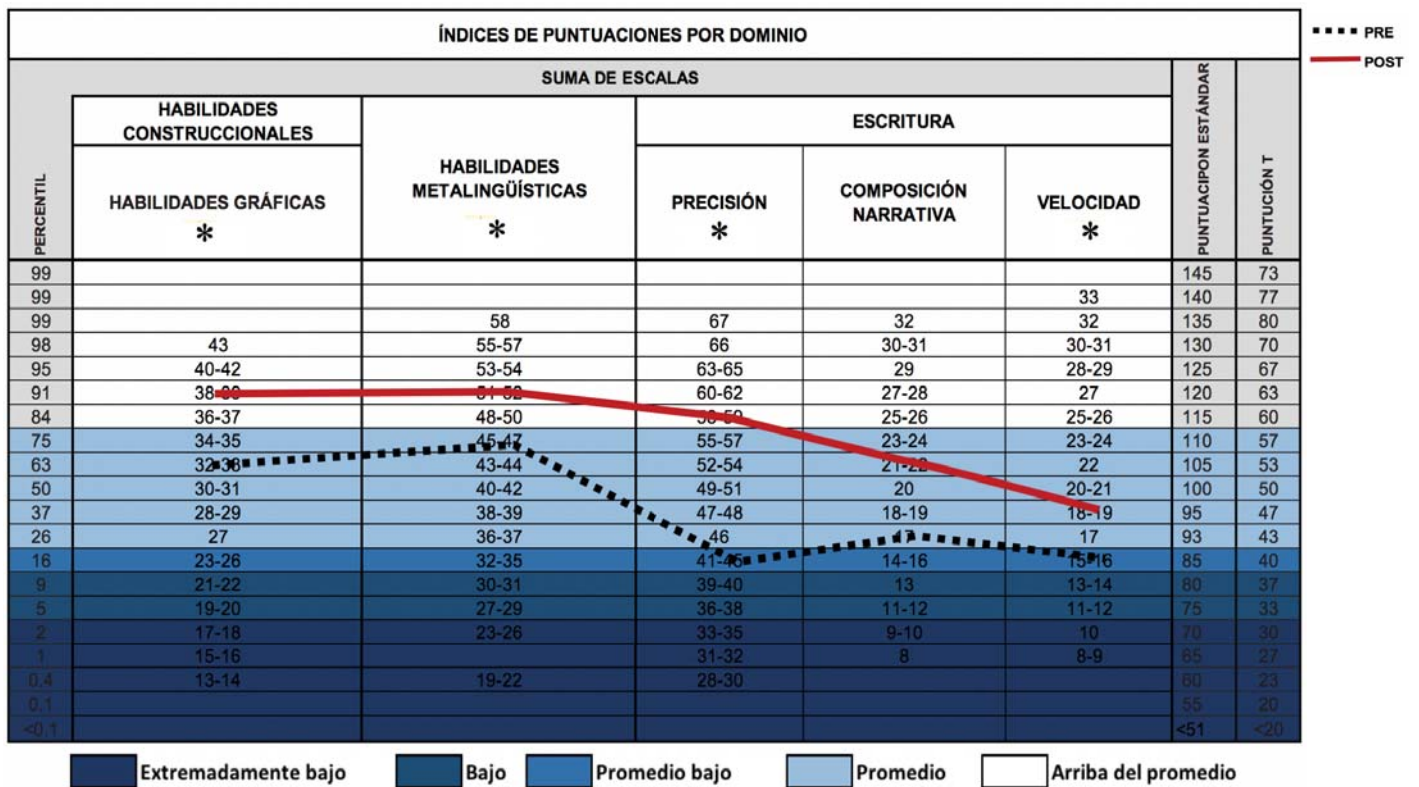 ÍNDICES DE PUNTUACIONES POR DOMINIO
PRE
POST
SUMA DE ESCALAS
PERCENTIL
HABILIDADES CONSTRUCCIONALES
HABILIDADES GRÁFICAS
*
HABILIDADES METALINGÜÍSTICAS
*
ESCRITURA
PRECISIÓN
*
COMPOSICIÓN NARRATIVA
VELOCIDAD
*
PUNTUACIPON ESTÁNDAR
PUNTUCIÓN T
99 145 73
99 33 140 77
99 58 67 32 32 135 80
98 43 55-57 66 30-31 30-31 130 70
95 40-42 53-54 63-65 29 28-29 125 67
91 60-62 27-28 27 120 63
84 36-37 48-50 25-26 25-26 115 60
75 34-35 45-47 55-57 23-24 23-24 110 57
63 43-44 52-54 21-22 22 105 53
50 30-31 40-42 49-51 20 20-21 100 50
37 28-29 38-39 47-48 18-19 18-19 95 47
26 27 36-37 46 17 17 93 43
16 23-26 32-35 41-45 14-16 15-16 85 40
9 21-22 30-31 39-40 13 13-14 80 37
5 19-20 27-29 36-38 11-12 11-12 75 33
2 17-18 23-26 33-35 9-10 10 70 30
1 15-16 31-32 8 8-9 65 27
0.4 13-14 19-22 28-30 60 23
0.1 55 20
<0.1 <51 <20
Extremadamente bajo
Bajo
Promedio bajo
Promedio
Arriba del promedio